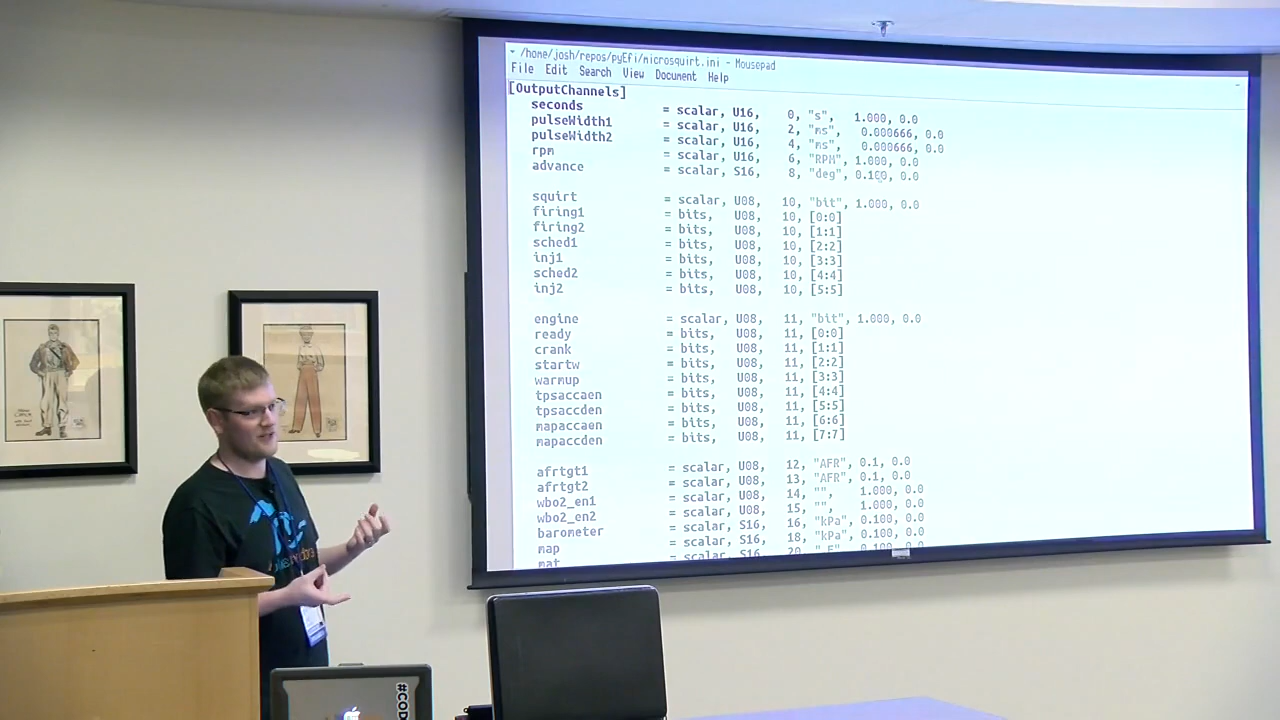 /home/josh/repos/pyEfi/microsquirt.ini - Mousepad
File Edit Search View Document Help
[OutputChannels]
seconds = scalar, U16, 0, "s", 1.000, 0.0
pulseWidth1 = scalar, U16, 2, "ms", 0.000666, 0.0
pulseWidth2 = scalar, U16, 4, "ms", 0.000666, 0.0
rpm = scalar, U16, 6, "RPM", 1.000, 0.0
advance = scalar, S16, 8, "deg", 0.100, 0.0
squirt = scalar, U08, 10, "bit", 1.000, 0.0
firing1 = bits, U08, 10, [0:0]
firing2 = bits, U08, 10, [1:1]
sched1 = bits, U08, 10, [2:2]
inj1 = bits, U08, 10, [3:3]
sched2 = bits, U08, 10, [4:4]
inj2 = bits, U08, 10, [5:5]
engine = scalar, U08, 11, "bit", 1.000, 0.0
ready = bits, U08, 11, [0:0]
crank = bits, U08, 11, [1:1]
startw = bits, U08, 11, [2:2]
warmup = bits, U08, 11, [3:3]
tpsaccaen = bits, U08, 11, [4:4]
tpsaccden = bits, U08, 11, [5:5]
mapaccaen = bits, U08, 11, [6:6]
mapaccden = bits, U08, 11, [7:7]
afrtgt1 = scalar, U08, 12, "AFR", 0.1, 0.0
afrtgt2 = scalar, U08, 13, "AFR", 0.1, 0.0
wbo2_en1 = scalar, U08, 14, "", 1.000, 0.0
wbo2_en2 = scalar, U08, 15, "", 1.000, 0.0
barometer = scalar, S16, 16, "kPa", 0.100, 0.0
map = scalar, S16, 18, "kPa", 0.100, 0.0
mat = scalar, S16, 20, 0.100, 0.0
#COD